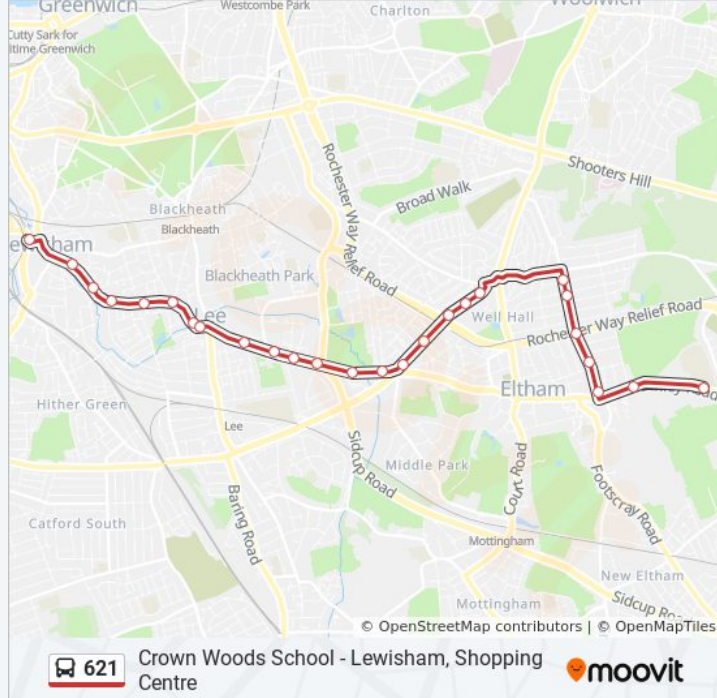 Greenwich
Westcombe Park
Charlton
Woolwich
Cutty Sark for
Maritime Greenwich
Shooters Hill
Rochester Way Relief Road
Broad Walk
Blackheath
Blackheath
Lewisham
Blackheath Park
Lee
Well Hall
Rochester Way Relief Road
Eltham
Hither Green
Lee
Middle Park
Sidcup Road
Court Road
Footscray Road
Baring Road
Catford South
Mottingham
New Eltham
Mottingham
Sidcup Ro
© OpenStreetMap contributors | © OpenMapTiles
621
Crown Woods School - Lewisham, Shopping
Centre
moovit